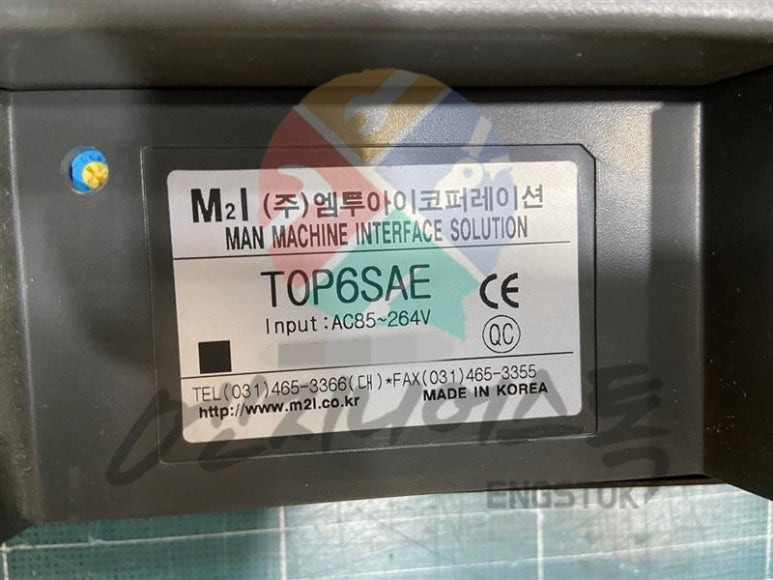 M2I (주)엠투아이코퍼레이션
MAN MACHINE INTERFACE SOLUTION
TOP6SAE
CE
Input:AC85~264V
QC
TEL(031)465-3366(대)*FAX(031)465-3355
http://www.m2i.co.kr MADE IN KOREA
엔지니어스톡
ENGSTUK